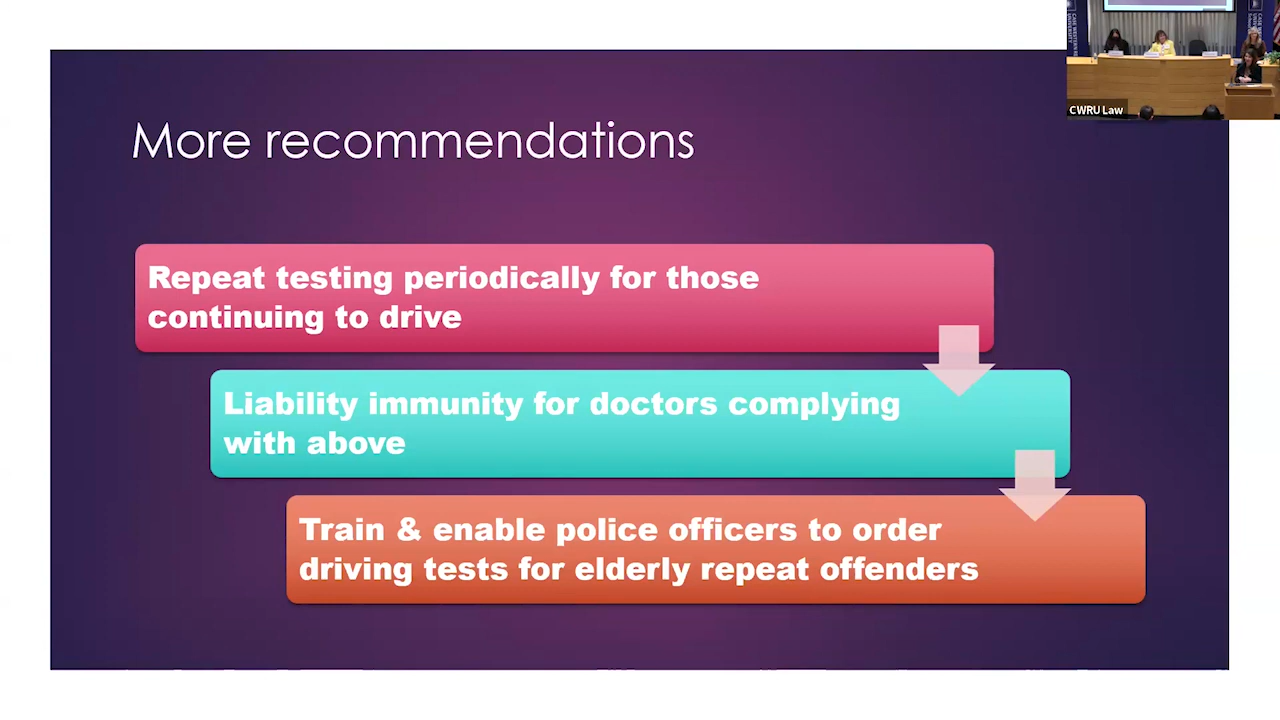 More recommendations
Repeat testing periodically for those
continuing to drive
Liability immunity for doctors complying
with above
Train & enable police officers to order
driving tests for elderly repeat offenders
CWRU Law